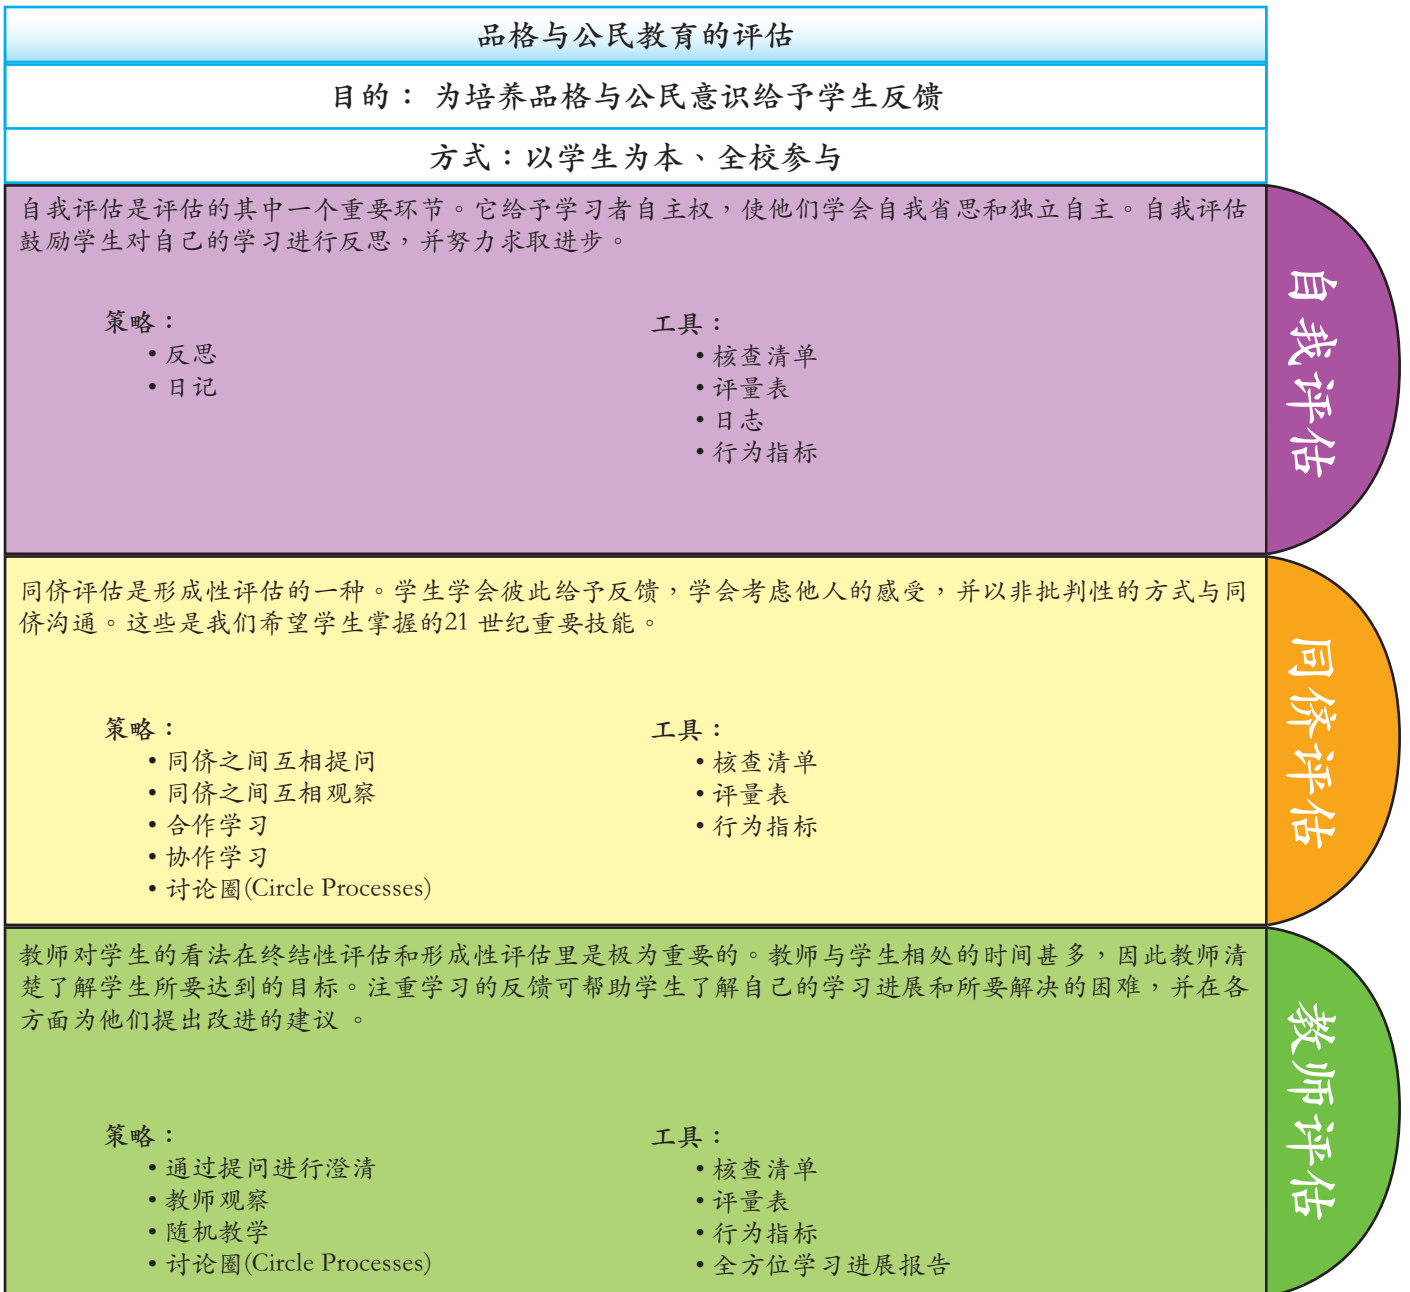 品格与公民教育的评估
目的： 为培养品格与公民意识给予学生反馈
方式：以学生为本、全校参与
自我评估是评估的其中一个重要环节。它给予学习者自主权，使他们学会自我省思和独立自主。自我评估
鼓励学生对自己的学习进行反思，并努力求取进步。
策略：
• 反思
• 日记
工具：
• 核查清单
• 评量表
• 日志
• 行为指标
自我评估
同侪评估是形成性评估的一种。学生学会彼此给予反馈，学会考虑他人的感受，并以非批判性的方式与同
侪沟通。这些是我们希望学生掌握的21 世纪重要技能。
策略：
• 同侪之间互相提问
• 同侪之间互相观察
• 合作学习
• 协作学习
• 讨论圈(Circle Processes)
工具：
• 核查清单
• 评量表
• 行为指标
同侪评估
教师对学生的看法在终结性评估和形成性评估里是极为重要的。教师与学生相处的时间甚多，因此教师清
楚了解学生所要达到的目标。注重学习的反馈可帮助学生了解自己的学习进展和所要解决的困难，并在各
方面为他们提出改进的建议 。
策略：
• 通过提问进行澄清
• 教师观察
• 随机教学
• 讨论圈(Circle Processes)
工具：
• 核查清单
• 评量表
• 行为指标
• 全方位学习进展报告
教师评估